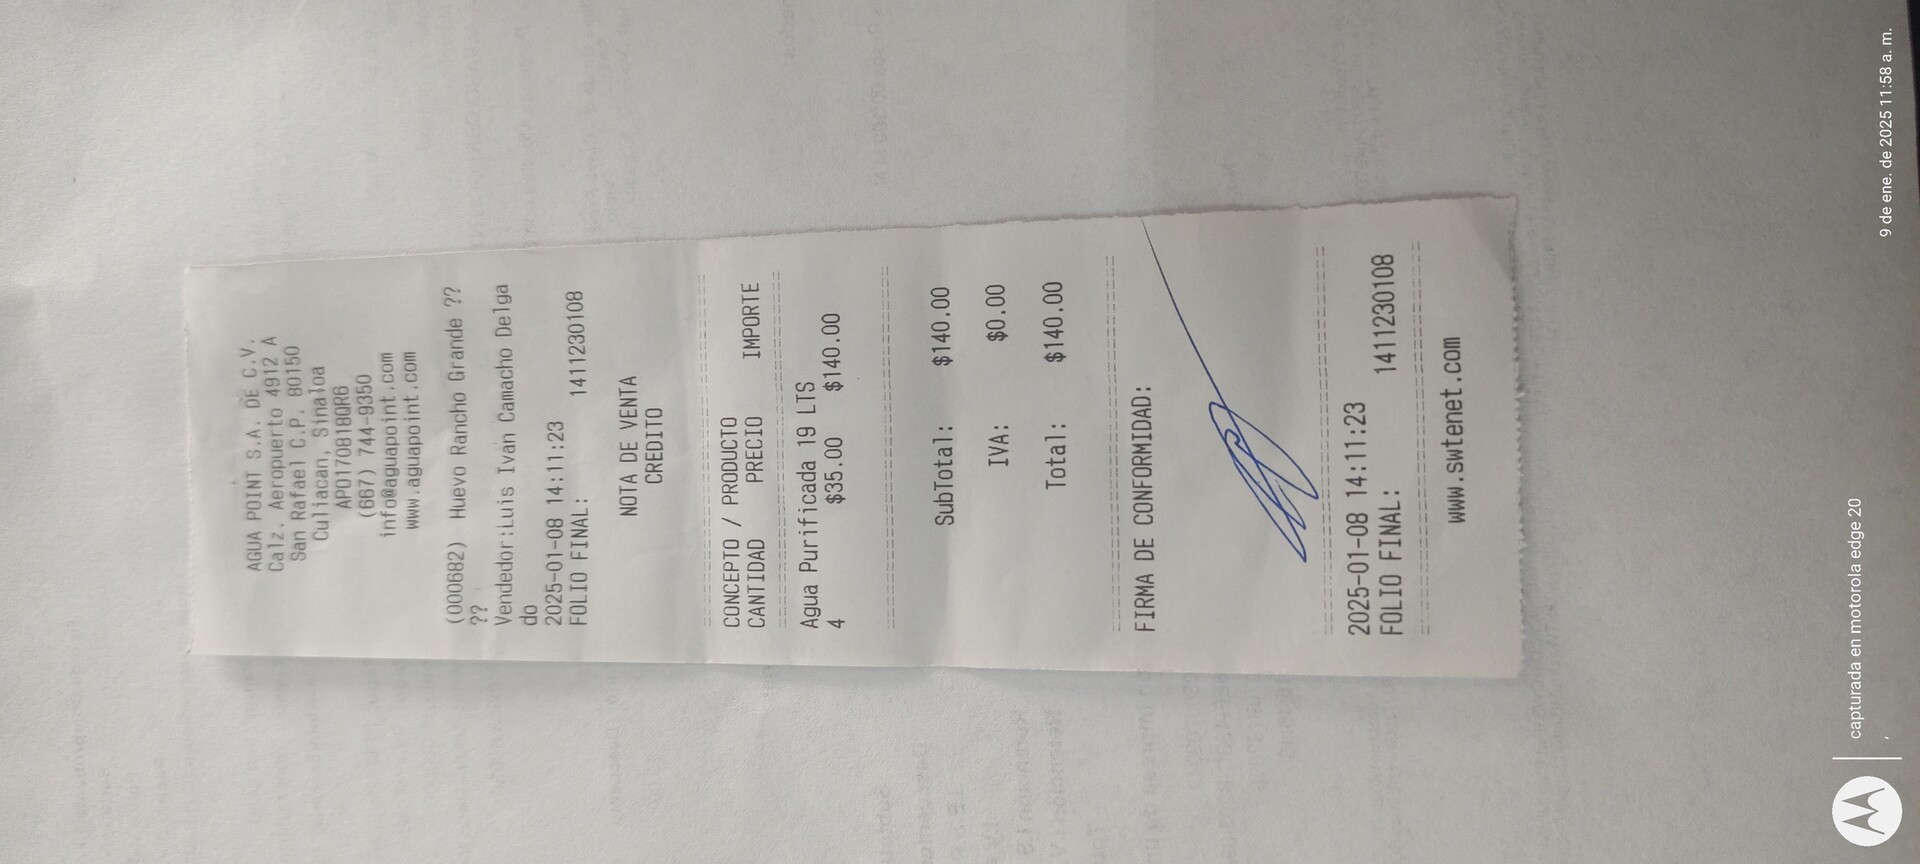 AGUA POINT S.A. DE C.V.
Calz. Aeropuerto 4912 A
San Rafael C.P. 80150
Culiacan, Sinaloa
APO170818QR6
(667) 744-9350
info@aguapoint.com
www.aguapoint.com
(000682) Huevo Rancho Grande ??
??
Vendedor:Luis Iván Camacho Delga
do
2025-01-08 14:11:23
FOLIO FINAL: 1411230108
NOTA DE VENTA
CREDITO
CONCEPTO / PRODUCTO
CANTIDAD PRECIO IMPORTE
Agua Purificada 19 LTS
4 $35.00 $140.00
SubTotal: $140.00
IVA: $0.00
Total: $140.00
FIRMA DE CONFORMIDAD:
2025-01-08 14:11:23
FOLIO FINAL: 1411230108
www.swtenet.com
capturada en motorola edge 20
,
9 de ene. de 2025 11:58 a. m.